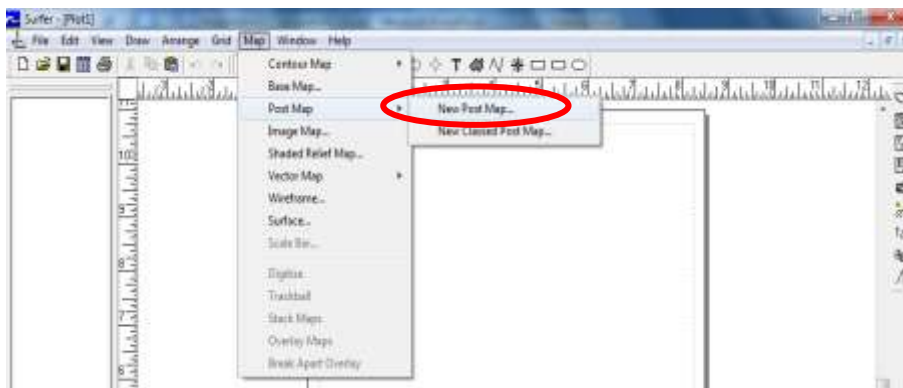 Surfer - [Plot1]
File Edit View Draw Arrange Grid Map Window Help
Contour Map
Base Map...
Post Map
New Post Map...
Image Map...
New Classed Post Map...
Shaded Relief Map...
Vector Map
Wireframe...
Surface...
Scale Bar...
Digitize
Trackball
Stack Maps
Overlay Maps
Break Apart Overlay